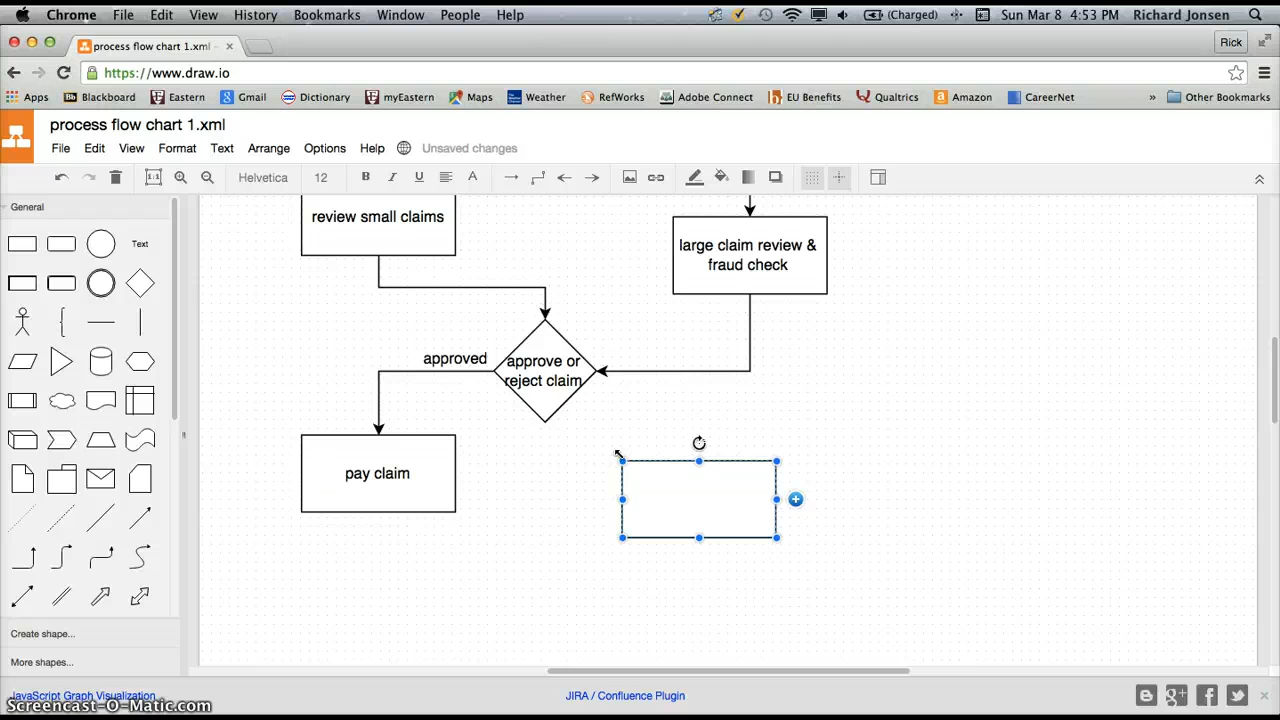 Chrome File Edit View History Bookmarks Window People Help (Charged) Sun Mar 8 4:53 PM Richard Jonsen
process flow chart 1.xml - Rick
https://www.draw.io
Apps Blackboard Eastern Gmail Dictionary myEastern Maps Weather RefWorks Adobe Connect EU Benefits Qualtrics Amazon CareerNet » Other Bookmarks
process flow chart 1.xml
File Edit View Format Text Arrange Options Help Unsaved changes
Helvetica 12 B I U A
General
Text
review small claims
large claim review &
fraud check
approved
approve or
reject claim
pay claim
Create shape...
More shapes...
JavaScript Graph Visualization JIRA / Confluence Plugin
Screencast-O-Matic.com